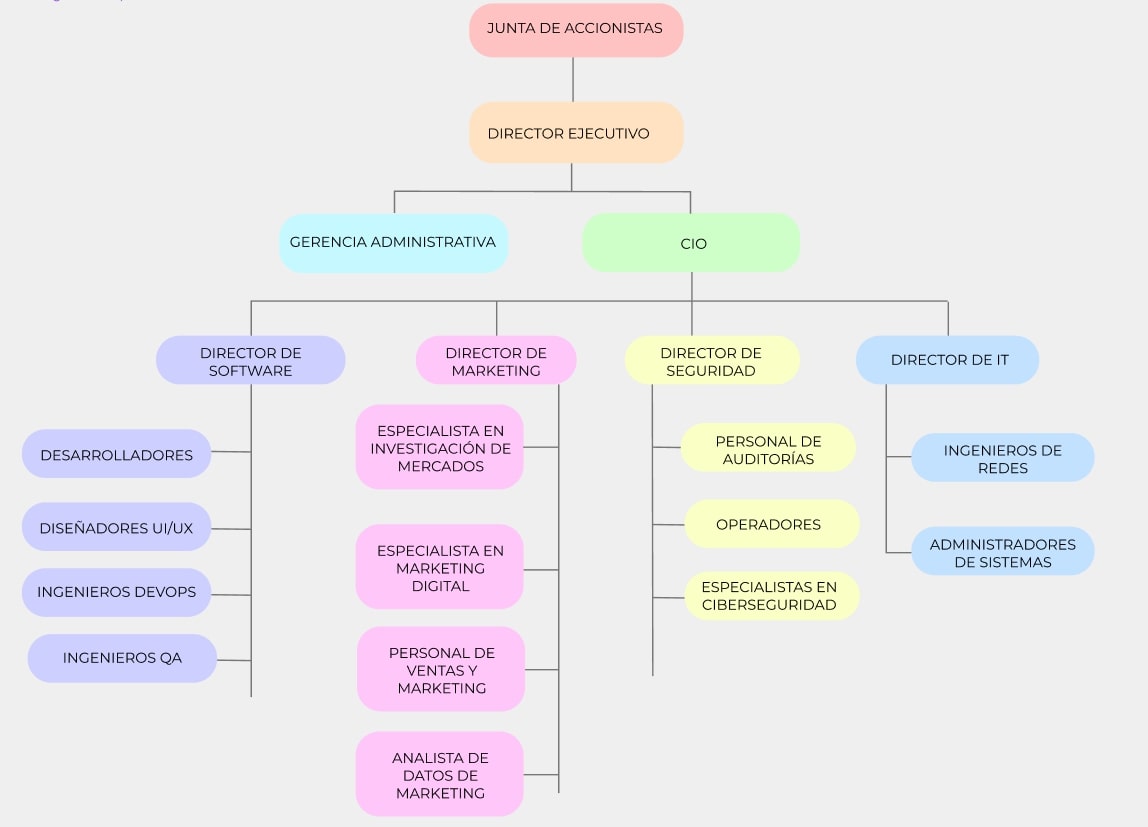 JUNTA DE ACCIONISTAS
DIRECTOR EJECUTIVO
GERENCIA ADMINISTRATIVA
CIO
DIRECTOR DE
SOFTWARE
DIRECTOR DE
MARKETING
DIRECTOR DE
SEGURIDAD
DIRECTOR DE IT
DESARROLLADORES
DISEÑADORES UI/UX
INGENIEROS DEVOPS
INGENIEROS QA
ESPECIALISTA EN
INVESTIGACIÓN DE
MERCADOS
ESPECIALISTA EN
MARKETING
DIGITAL
PERSONAL DE
VENTAS Y
MARKETING
ANALISTA DE
DATOS DE
MARKETING
PERSONAL DE
AUDITORÍAS
OPERADORES
ESPECIALISTAS EN
CIBERSEGURIDAD
INGENIEROS DE
REDES
ADMINISTRADORES
DE SISTEMAS